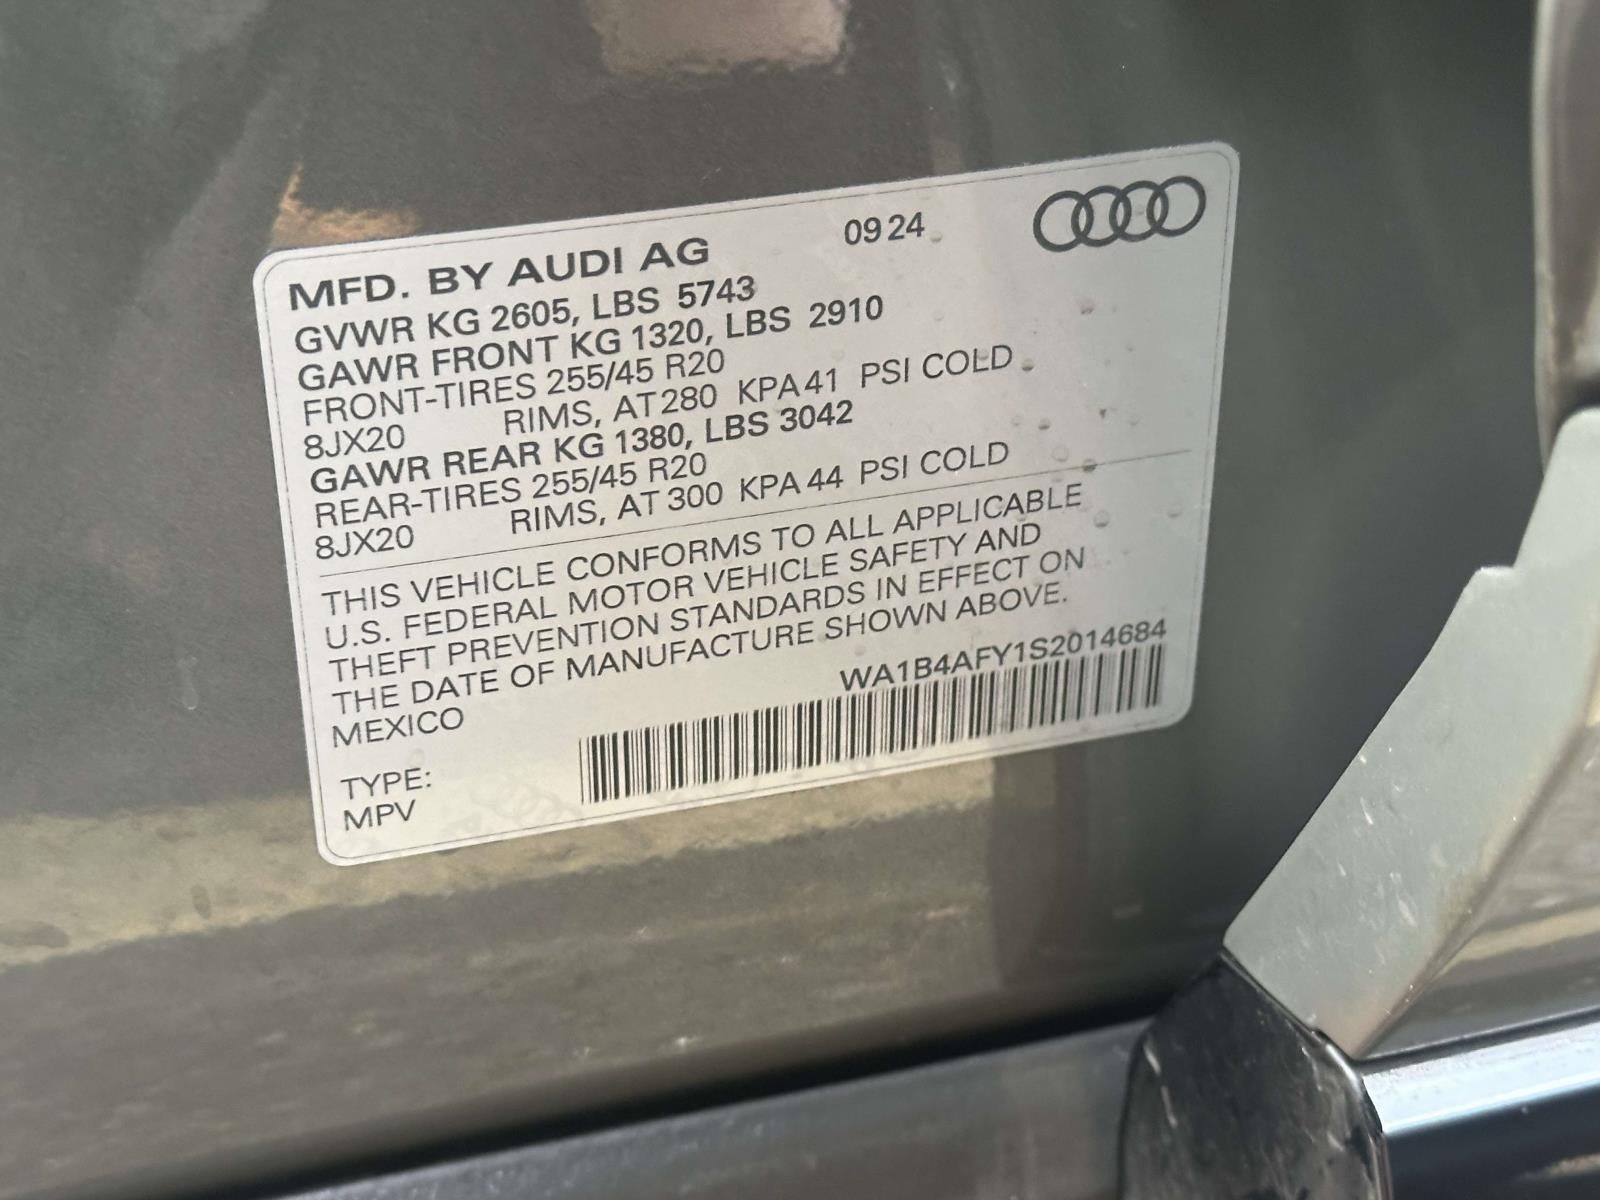 MFD. BY AUDI AG 09 24
GVWR KG 2605, LBS 5743
GAWR FRONT KG 1320, LBS 2910
FRONT-TIRES 255/45 R20
8JX20 RIMS, AT 280 KPA 41 PSI COLD
GAWR REAR KG 1380, LBS 3042
REAR-TIRES 255/45 R20
8JX20 RIMS, AT 300 KPA 44 PSI COLD
THIS VEHICLE CONFORMS TO ALL APPLICABLE
U.S. FEDERAL MOTOR VEHICLE SAFETY AND
THEFT PREVENTION STANDARDS IN EFFECT ON
THE DATE OF MANUFACTURE SHOWN ABOVE.
MEXICO WA1B4AFY1S2014684
TYPE:
MPV